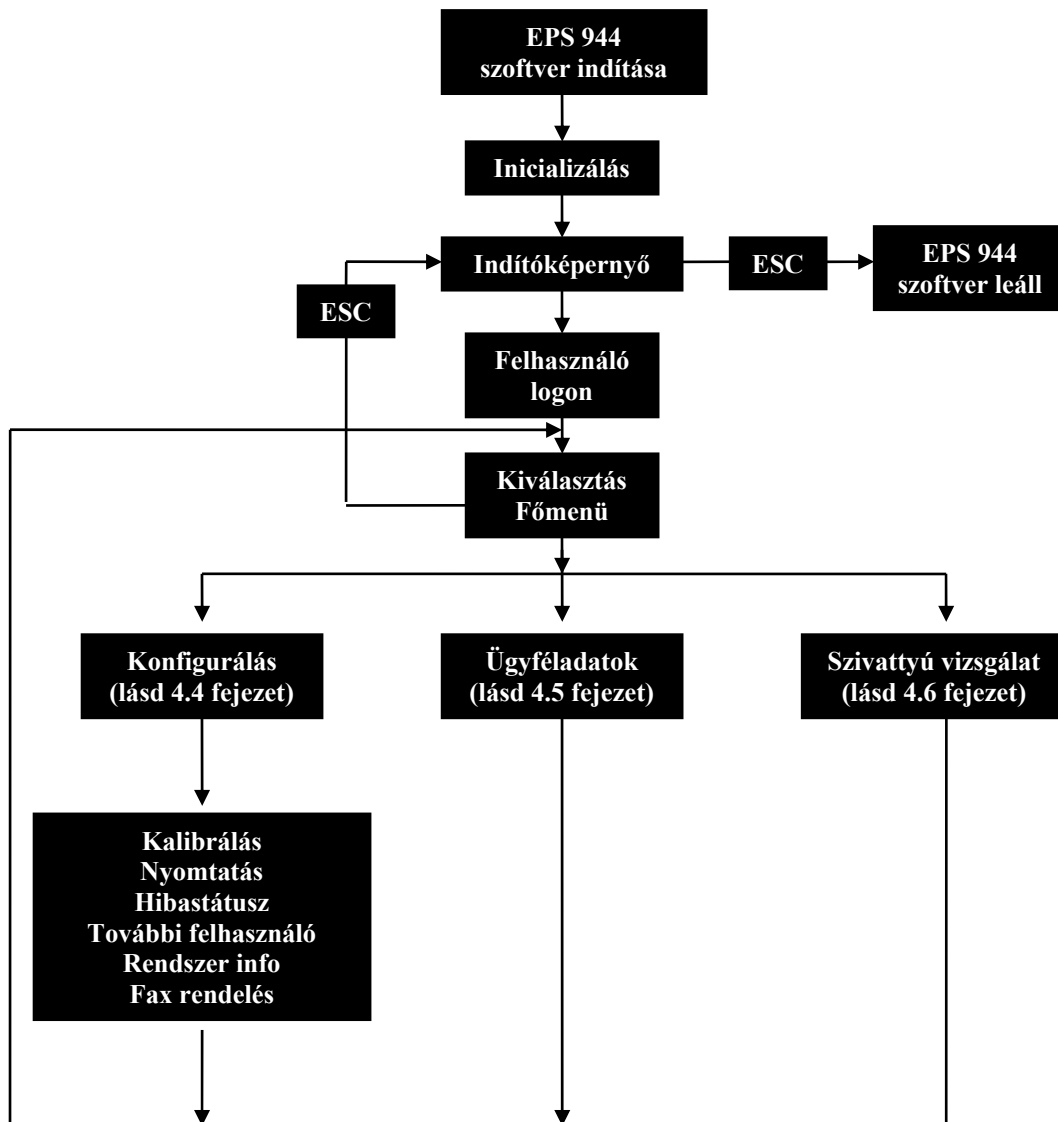 EPS 944
szoftver indítása
Inicializálás
Indítóképernyő
ESC
EPS 944
szoftver leáll
ESC
Felhasználó
logon
Kiválasztás
Főmenü
Konfigurálás
(lásd 4.4 fejezet)
Ügyféladatok
(lásd 4.5 fejezet)
Szivattyú vizsgálat
(lásd 4.6 fejezet)
Kalibrálás
Nyomtatás
Hibastátusz
További felhasználó
Rendszer info
Fax rendelés